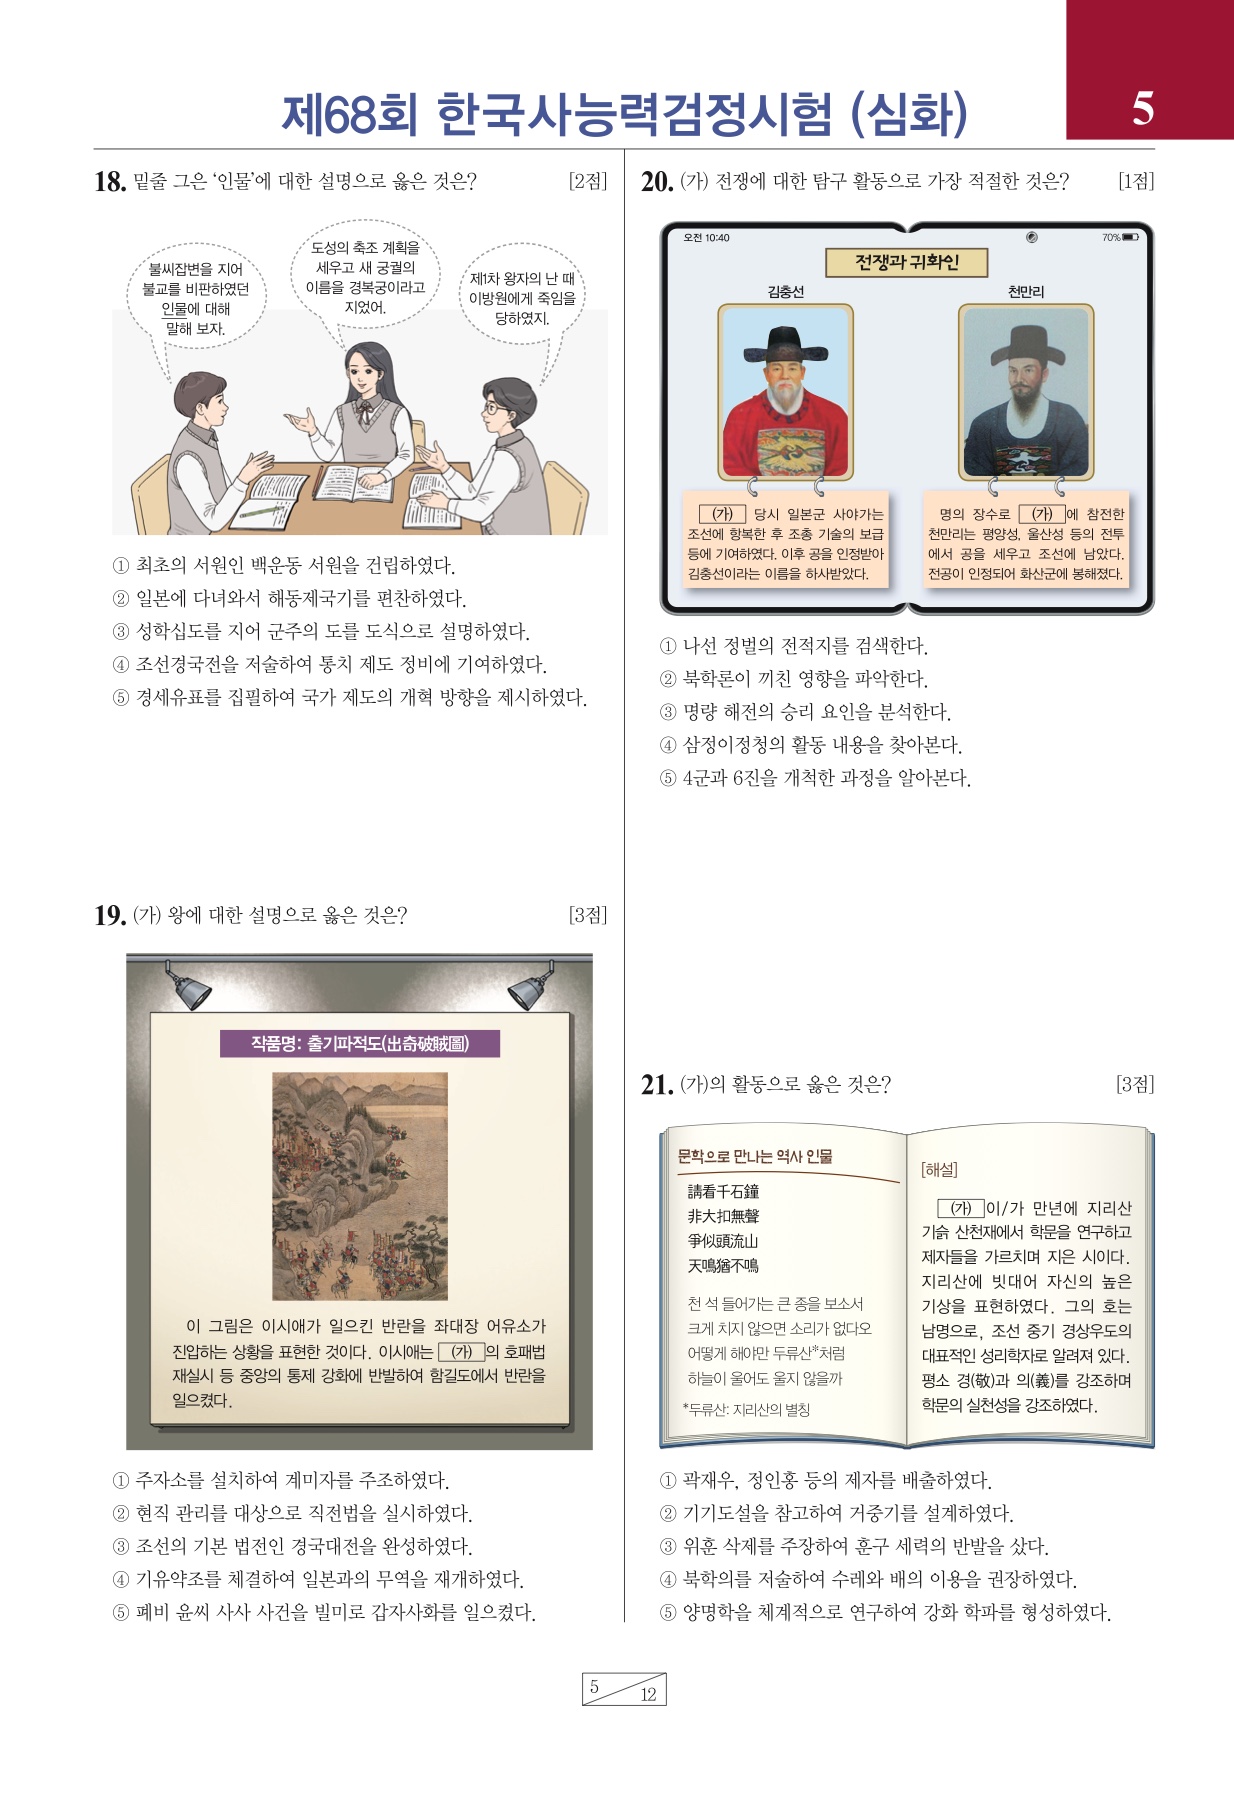 제68회 한국사능력검정시험 (심화)
5
18. 밑줄 그은 ‘인물’에 대한 설명으로 옳은 것은? [2점]
불씨잡변을 지어
불교를 비판하였던
인물에 대해
말해 보자.
도성의 축조 계획을
세우고 새 궁궐의
이름을 경복궁이라고
지었어.
제1차 왕자의 난 때
이방원에게 죽임을
당하였지.
① 최초의 서원인 백운동 서원을 건립하였다.
② 일본에 다녀와서 해동제국기를 편찬하였다.
③ 성학십도를 지어 군주의 도를 도식으로 설명하였다.
④ 조선경국전을 저술하여 통치 제도 정비에 기여하였다.
⑤ 경세유표를 집필하여 국가 제도의 개혁 방향을 제시하였다.
19. (가) 왕에 대한 설명으로 옳은 것은? [3점]
작품명: 출기파적도(出奇破賊圖)
이 그림은 이시애가 일으킨 반란을 좌대장 어유소가
진압하는 상황을 표현한 것이다. 이시애는 (가) 의 호패법
재실시 등 중앙의 통제 강화에 반발하여 함길도에서 반란을
일으켰다.
① 주자소를 설치하여 계미자를 주조하였다.
② 현직 관리를 대상으로 직전법을 실시하였다.
③ 조선의 기본 법전인 경국대전을 완성하였다.
④ 기유약조를 체결하여 일본과의 무역을 재개하였다.
⑤ 폐비 윤씨 사사 사건을 빌미로 갑자사화를 일으켰다.
20. (가) 전쟁에 대한 탐구 활동으로 가장 적절한 것은? [1점]
오전 10:40
70%
전쟁과 귀화인
김충선
(가) 당시 일본군 사야가는
조선에 항복한 후 조총 기술의 보급
등에 기여하였다. 이후 공을 인정받아
김충선이라는 이름을 하사받았다.
천만리
명의 장수로 (가) 에 참전한
천만리는 평양성, 울산성 등의 전투
에서 공을 세우고 조선에 남았다.
전공이 인정되어 화산군에 봉해졌다.
① 나선 정벌의 전적지를 검색한다.
② 북학론이 끼친 영향을 파악한다.
③ 명량 해전의 승리 요인을 분석한다.
④ 삼정이정청의 활동 내용을 찾아본다.
⑤ 4군과 6진을 개척한 과정을 알아본다.
21. (가)의 활동으로 옳은 것은? [3점]
문학으로 만나는 역사 인물
請看千石鐘
非大扣無聲
爭似頭流山
天鳴猶不鳴
천 석 들어가는 큰 종을 보소서
크게 치지 않으면 소리가 없다오
어떻게 해야만 두류산*처럼
하늘이 울어도 울지 않을까
*두류산: 지리산의 별칭
[해설]
(가) 이/가 만년에 지리산
기슭 산천재에서 학문을 연구하고
제자들을 가르치며 지은 시이다.
지리산에 빗대어 자신의 높은
기상을 표현하였다. 그의 호는
남명으로, 조선 중기 경상우도의
대표적인 성리학자로 알려져 있다.
평소 경(敬)과 의(義)를 강조하며
학문의 실천성을 강조하였다.
① 곽재우, 정인홍 등의 제자를 배출하였다.
② 기기도설을 참고하여 거중기를 설계하였다.
③ 위훈 삭제를 주장하여 훈구 세력의 반발을 샀다.
④ 북학의를 저술하여 수레와 배의 이용을 권장하였다.
⑤ 양명학을 체계적으로 연구하여 강화 학파를 형성하였다.
5
12